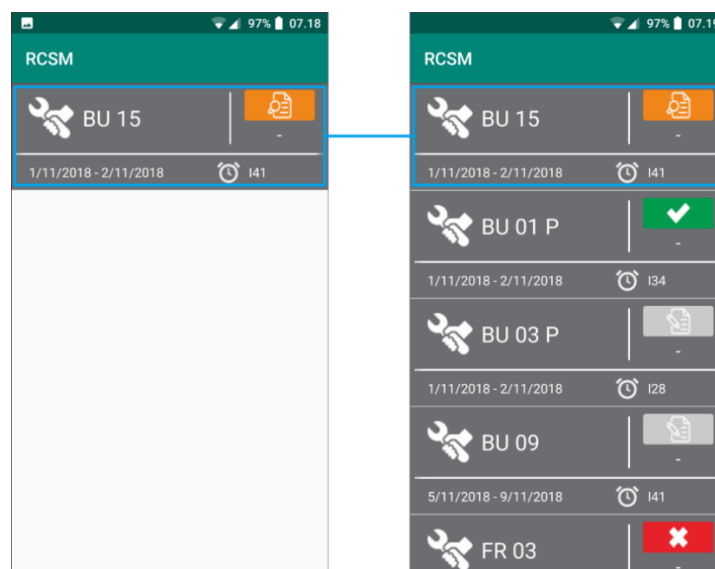 97% 07.18
RCSM
BU 15
-
1/11/2018 - 2/11/2018 I41
97% 07.19
RCSM
BU 15
-
1/11/2018 - 2/11/2018 I41
BU 01 P
-
1/11/2018 - 2/11/2018 I34
BU 03 P
-
1/11/2018 - 2/11/2018 I28
BU 09
-
5/11/2018 - 9/11/2018 I41
FR 03
-